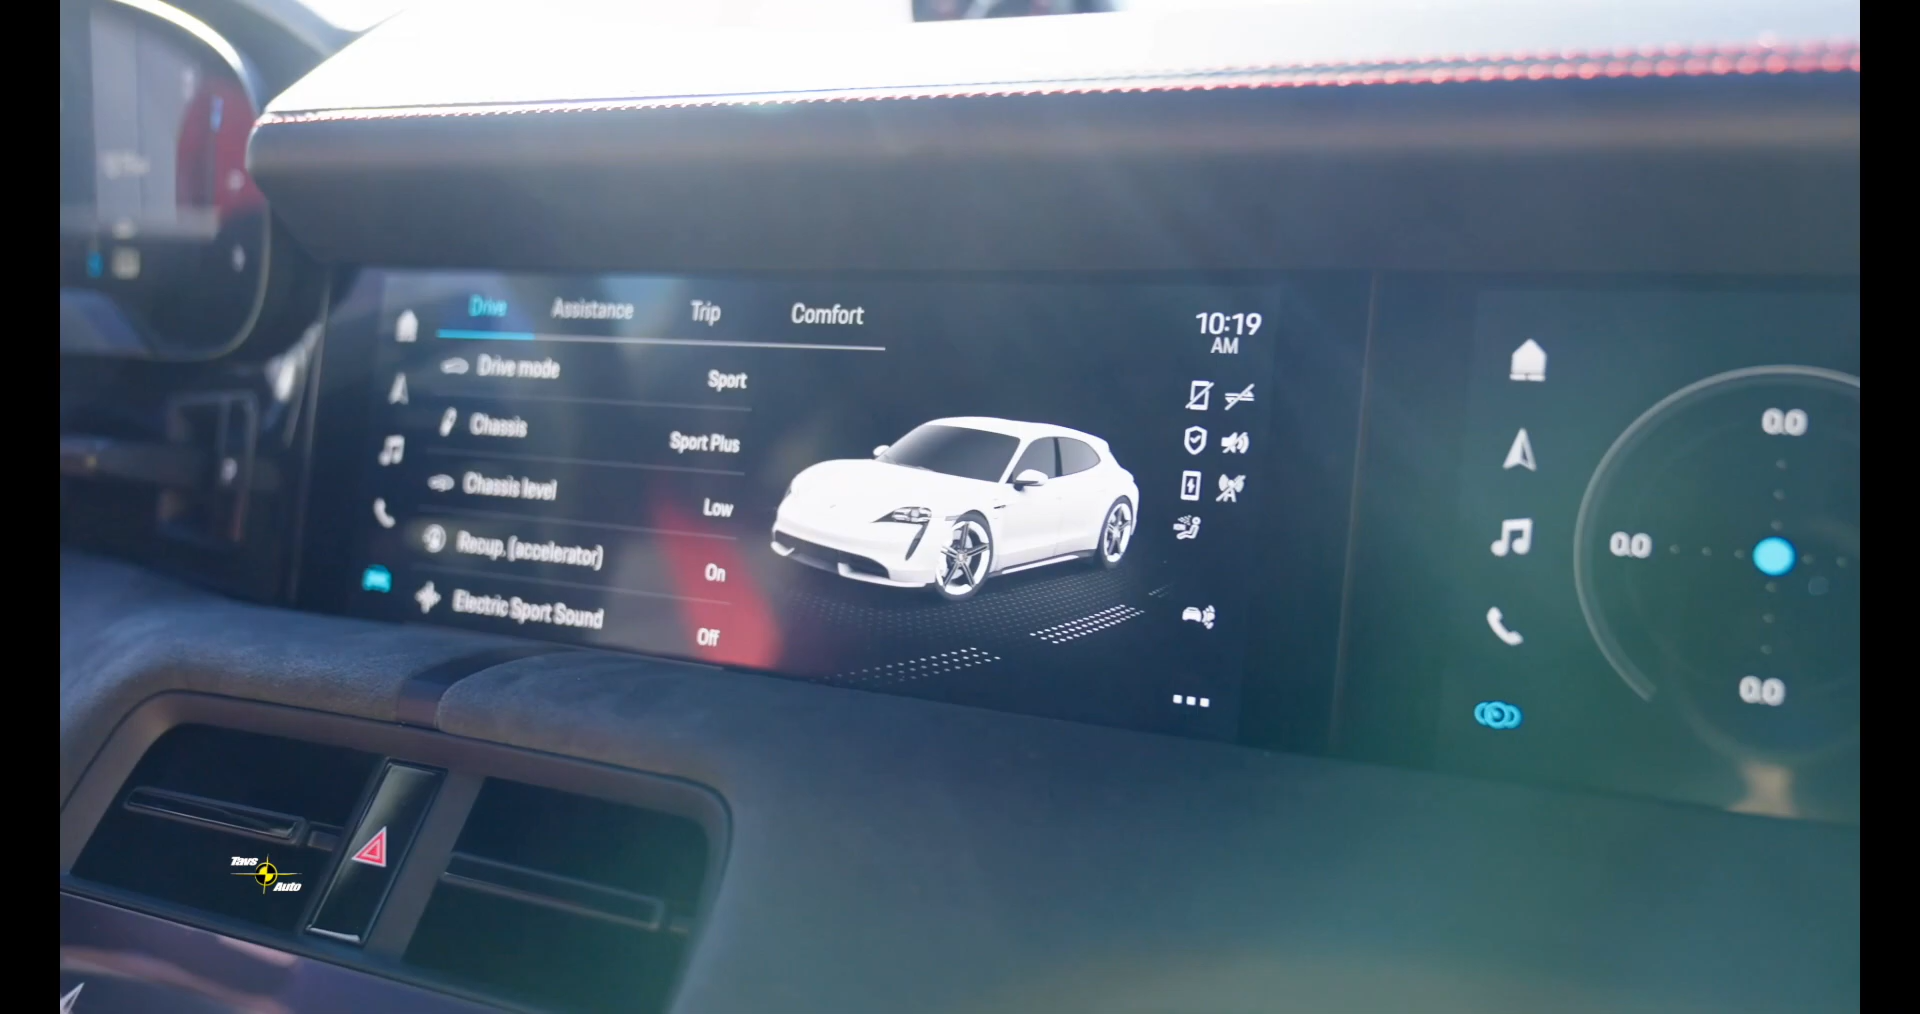 Drive Assistance Trip Comfort
Drive mode Sport
Chassis Sport Plus
Chassis level Low
Recup. (accelerator) On
Electric Sport Sound Off
10:19
AM
0.0
0.0
0.0
Tavs
Auto